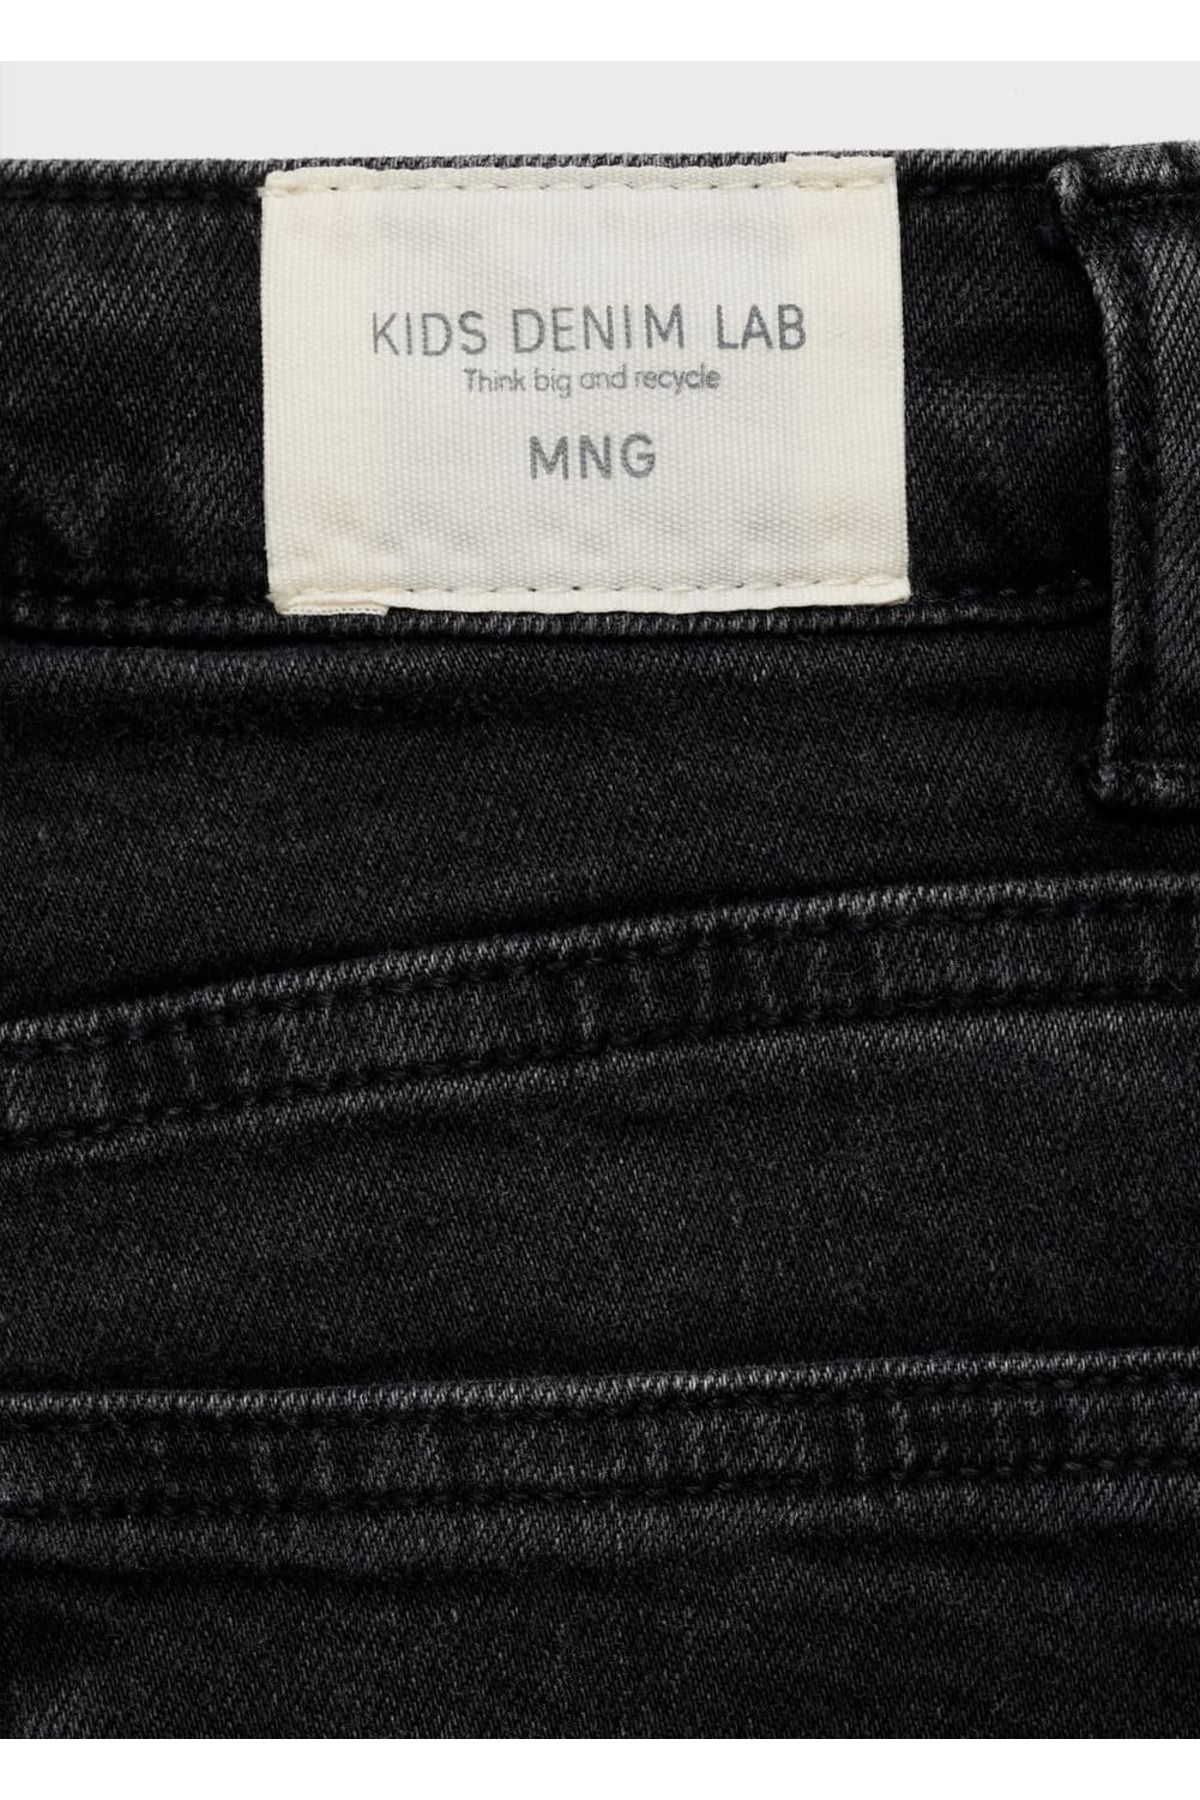 KIDS DENIM LAB
Think big and recycle
MNG